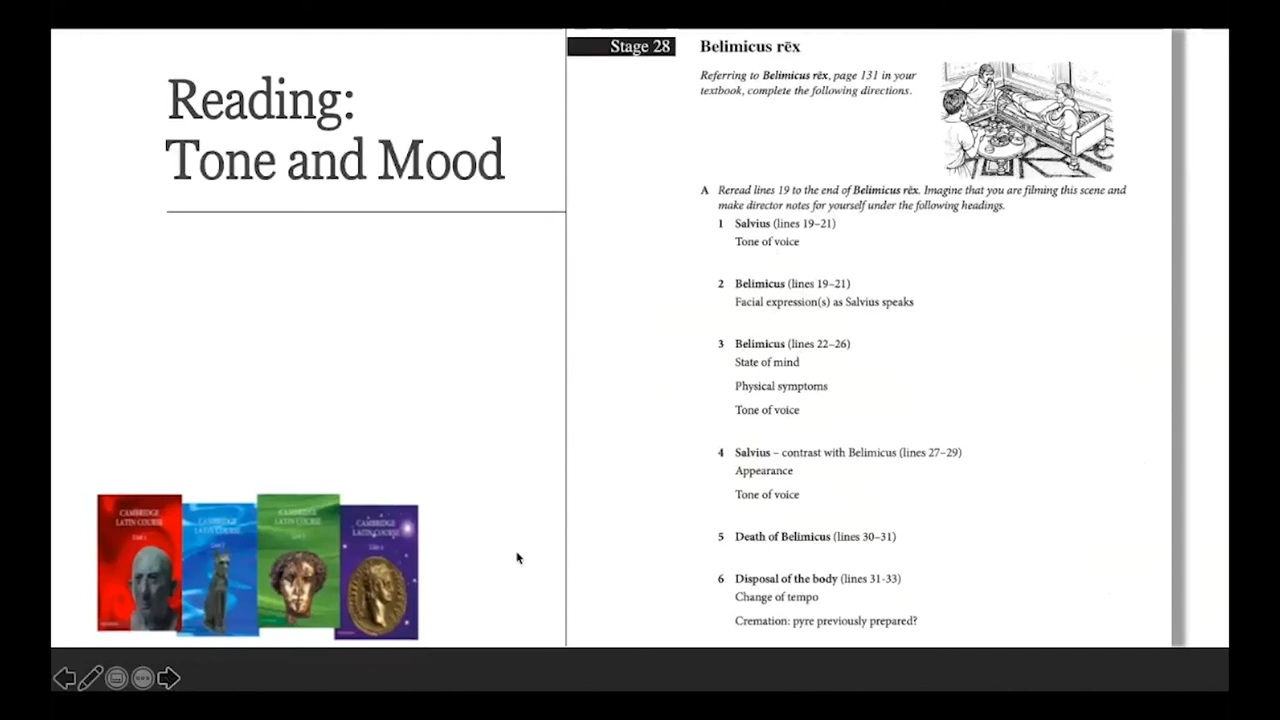 Reading:
Tone and Mood
CAMBRIDGE
LATIN COURSE
CAMBRIDGE
LATIN COURSE
CAMBRIDGE
LATIN COURSE
CAMBRIDGE
LATIN COURSE
Stage 28
Belimicus rēx
Referring to Belimicus rēx, page 131 in your
textbook, complete the following directions.
A Reread lines 19 to the end of Belimicus rēx. Imagine that you are filming this scene and
make director notes for yourself under the following headings.
1 Salvius (lines 19–21)
Tone of voice
2 Belimicus (lines 19–21)
Facial expression(s) as Salvius speaks
3 Belimicus (lines 22–26)
State of mind
Physical symptoms
Tone of voice
4 Salvius – contrast with Belimicus (lines 27–29)
Appearance
Tone of voice
5 Death of Belimicus (lines 30–31)
6 Disposal of the body (lines 31-33)
Change of tempo
Cremation: pyre previously prepared?